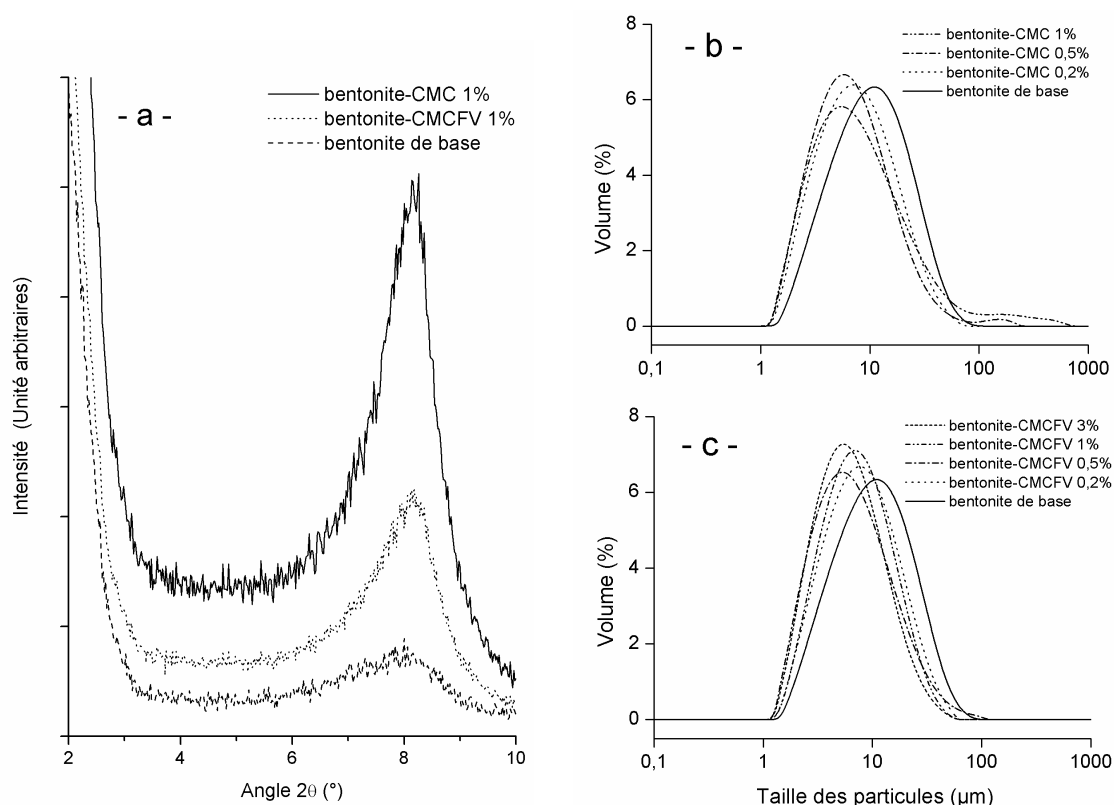 - a -
bentonite-CMC 1%
bentonite-CMCFV 1%
bentonite de base
Intensité (Unité arbitraires)
2 4 6 8 10
Angle 2θ (°)
- b -
bentonite-CMC 1%
bentonite-CMC 0,5%
bentonite-CMC 0,2%
bentonite de base
Volume (%)
8
6
4
2
0
0,1 1 10 100 1000
- c -
bentonite-CMCFV 3%
bentonite-CMCFV 1%
bentonite-CMCFV 0,5%
bentonite-CMCFV 0,2%
bentonite de base
Volume (%)
8
6
4
2
0
0,1 1 10 100 1000
Taille des particules (µm)